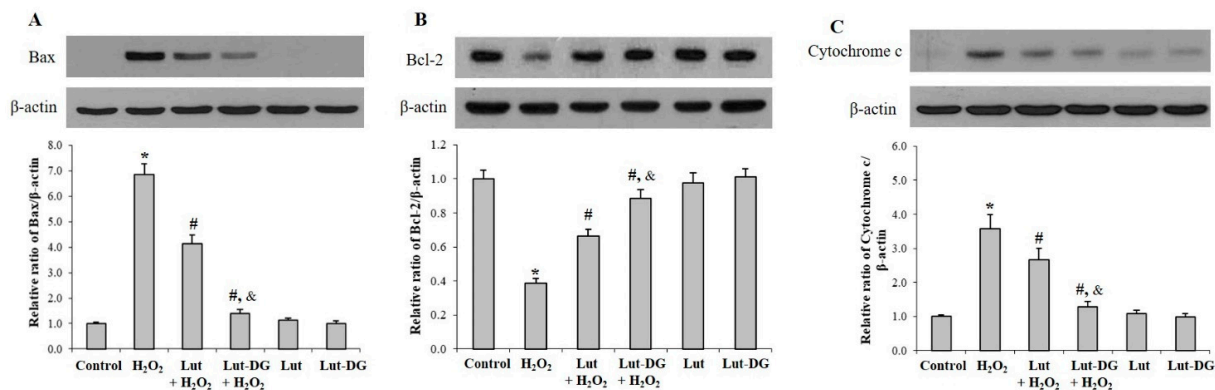 A
Bax
β-actin
Relative ratio of Bax/β-actin
8.0
7.0
6.0
5.0
4.0
3.0
2.0
1.0
0.0
*
#
#, &
Control H₂O₂ Lut Lut-DG Lut Lut-DG
+ H₂O₂ + H₂O₂
B
Bcl-2
β-actin
Relative ratio of Bcl-2/β-actin
1.2
1.0
0.8
0.6
0.4
0.2
0.0
*
#
#, &
Control H₂O₂ Lut Lut-DG Lut Lut-DG
+ H₂O₂ + H₂O₂
C
Cytochrome c
β-actin
Relative ratio of Cytochrome c/
β-actin
6.0
5.0
4.0
3.0
2.0
1.0
0.0
*
#
#, &
Control H₂O₂ Lut Lut-DG Lut Lut-DG
+ H₂O₂ + H₂O₂